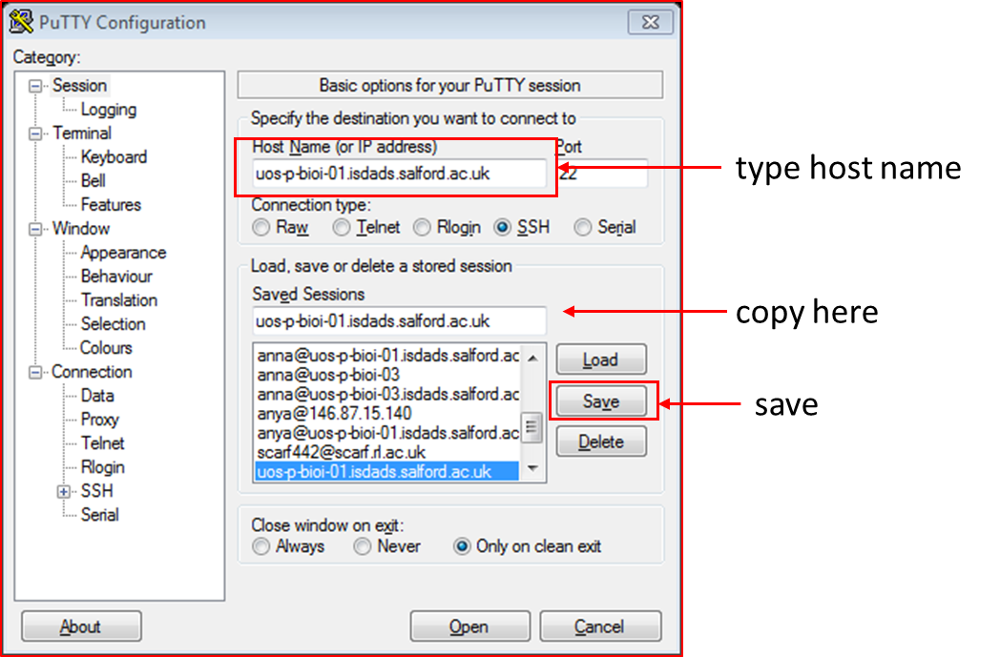 PuTTY Configuration
Category:
Session
Logging
Terminal
Keyboard
Bell
Features
Window
Appearance
Behaviour
Translation
Selection
Colours
Connection
Data
Proxy
Telnet
Rlogin
SSH
Serial
Basic options for your PuTTY session
Specify the destination you want to connect to
Host Name (or IP address) Port
uos-p-bioi-01.isdads.salford.ac.uk 22
type host name
Connection type:
Raw Telnet Rlogin SSH Serial
Load, save or delete a stored session
Saved Sessions
uos-p-bioi-01.isdads.salford.ac.uk
copy here
anna@uos-p-bioi-01.isdads.salford.ac
anna@uos-p-bioi-03
anna@uos-p-bioi-03.isdads.salford.ac
anya@146.87.15.140
anya@uos-p-bioi-01.isdads.salford.ac
scarf442@scarf.rl.ac.uk
uos-p-bioi-01.isdads.salford.ac.uk
Load
Save
save
Delete
Close window on exit:
Always Never Only on clean exit
About Open Cancel